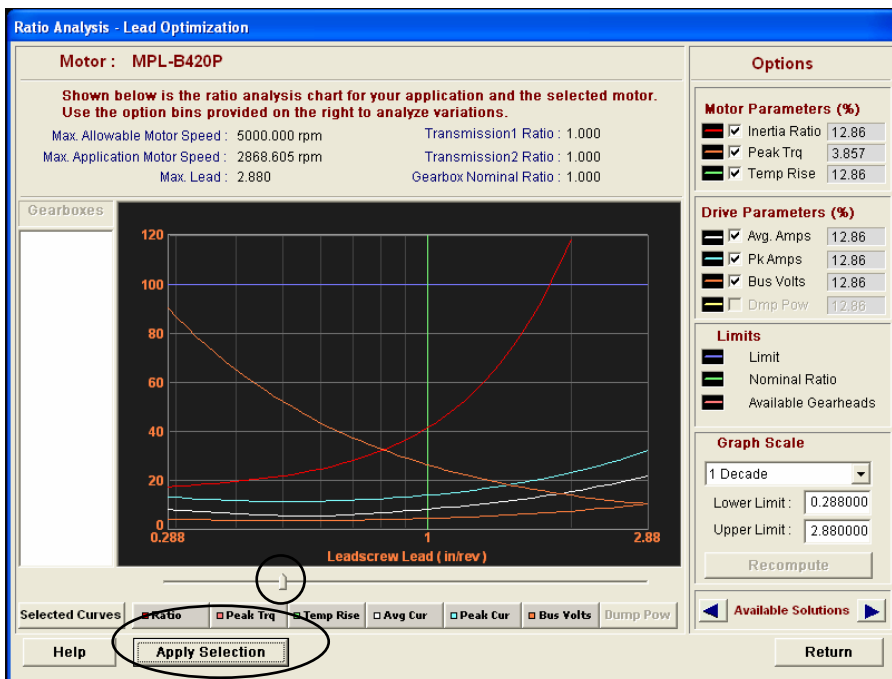 Ratio Analysis - Lead Optimization
Motor : MPL-B420P
Shown below is the ratio analysis chart for your application and the selected motor.
Use the option bins provided on the right to analyze variations.
Max. Allowable Motor Speed : 5000.000 rpm Transmission1 Ratio : 1.000
Max. Application Motor Speed : 2868.605 rpm Transmission2 Ratio : 1.000
Max. Lead : 2.880 Gearbox Nominal Ratio : 1.000
Gearboxes
120
100
80
60
40
20
0
0.288 1 2.88
Leadscrew Lead ( in/rev )
Selected Curves Ratio Peak Trq Temp Rise Avg Cur Peak Cur Bus Volts Dump Pow
Help Apply Selection Return
Options
Motor Parameters (%)
Inertia Ratio 12.86
Peak Trq 3.857
Temp Rise 12.86
Drive Parameters (%)
Avg. Amps 12.86
Pk Amps 12.86
Bus Volts 12.86
Dmp Pow 12.86
Limits
Limit
Nominal Ratio
Available Gearheads
Graph Scale
1 Decade
Lower Limit : 0.288000
Upper Limit : 2.880000
Recompute
Available Solutions